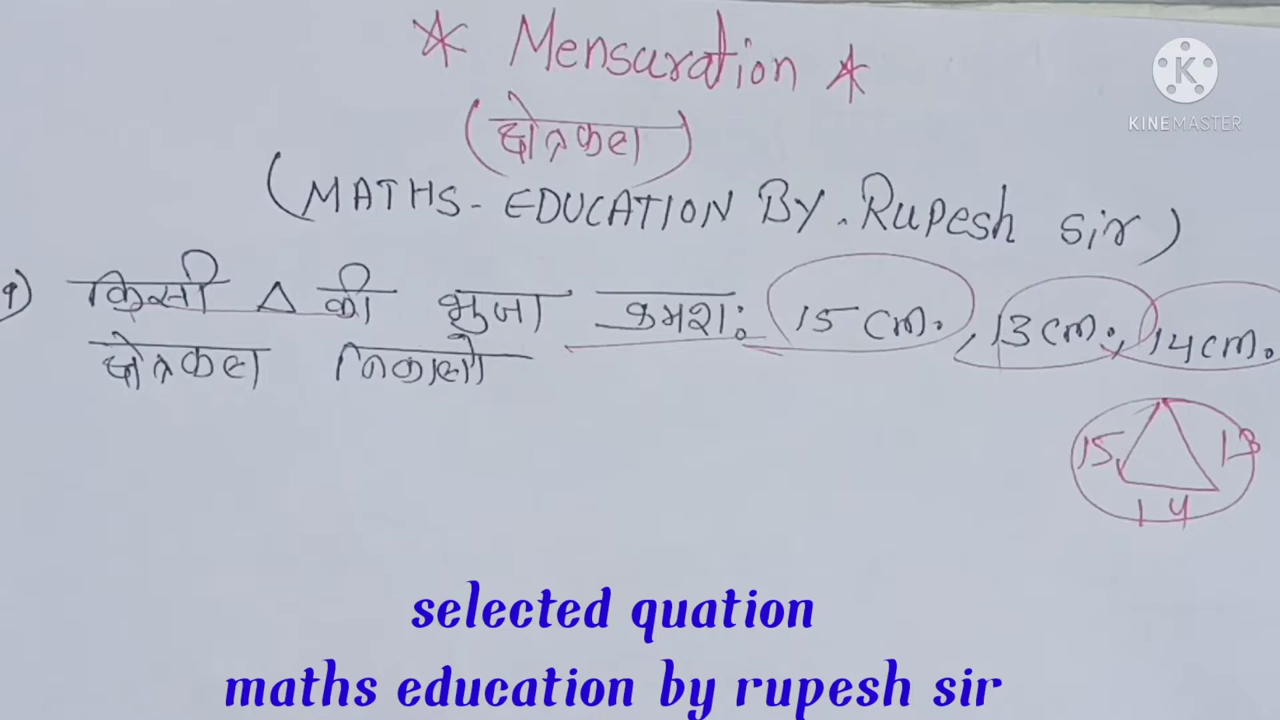 * Mensuration *
(क्षेत्रफल)
(MATHS - EDUCATION BY. Rupesh sir)
१) किसी Δ की भुजा क्रमशः 15 cm., 13 cm., 14 cm.
क्षेत्रफल निकालो
15 13
14
K
KINEMASTER
selected quation
maths education by rupesh sir